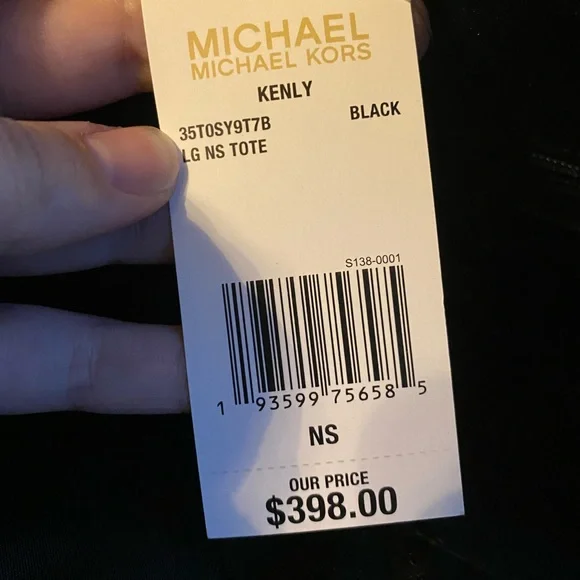 MICHAEL
MICHAEL KORS
KENLY
35T0SY9T7B BLACK
LG NS TOTE
S138-0001
1 93599 75658 5
NS
OUR PRICE
$398.00